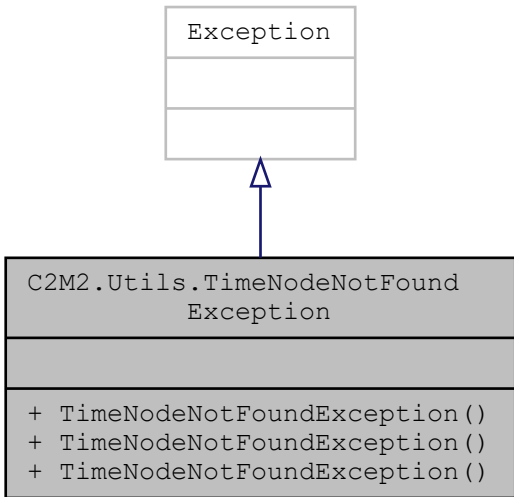 Exception
C2M2.Utils.TimeNodeNotFound
Exception
+ TimeNodeNotFoundException()
+ TimeNodeNotFoundException()
+ TimeNodeNotFoundException()